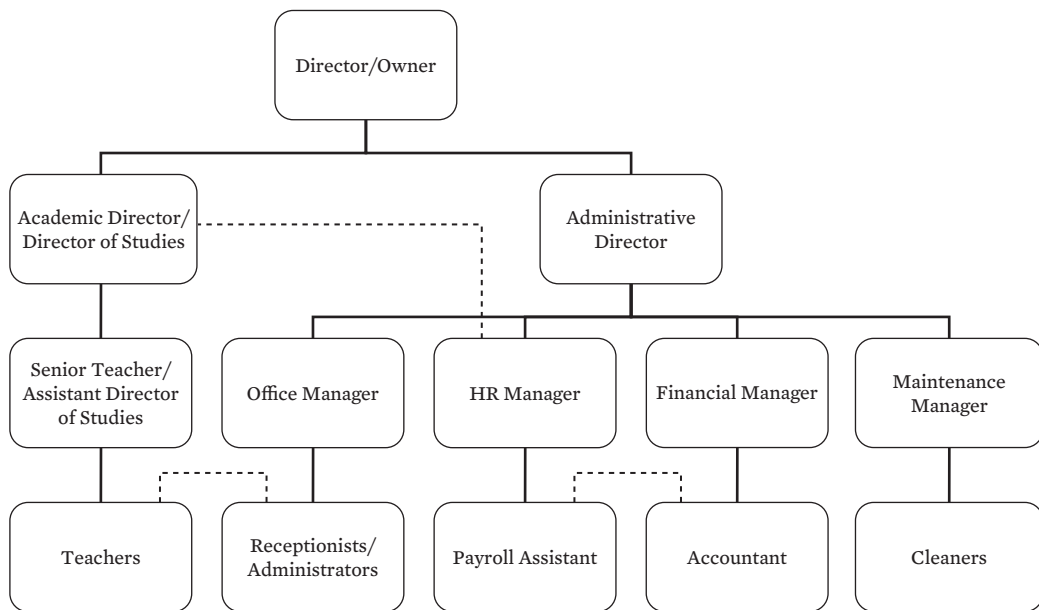 Director/Owner
Academic Director/
Director of Studies
Administrative
Director
Senior Teacher/
Assistant Director
of Studies
Office Manager
HR Manager
Financial Manager
Maintenance
Manager
Teachers
Receptionists/
Administrators
Payroll Assistant
Accountant
Cleaners